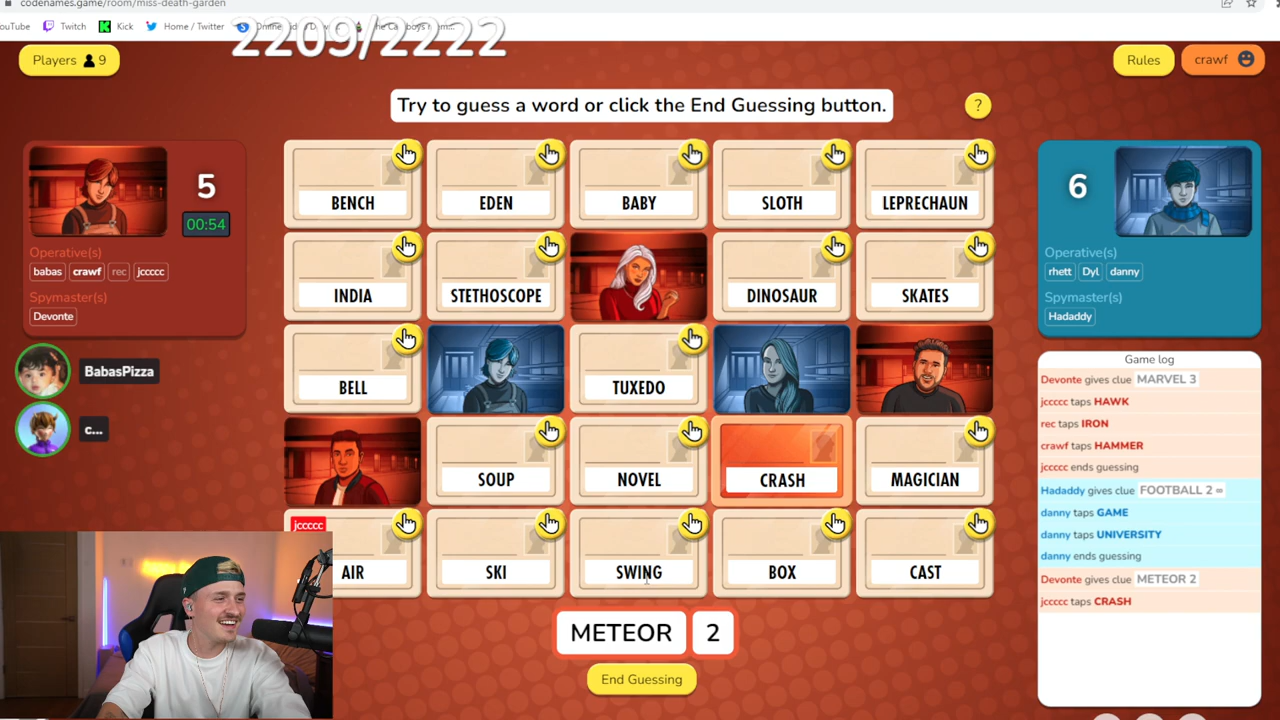 codenames.game/room/miss-death-garden
YouTube Twitch Kick Home / Twitter
2209/2222
Players 9
Rules
crawf
Try to guess a word or click the End Guessing button.
?
5
00:54
Operative(s)
babas crawf rec jccccc
Spymaster(s)
Devonte
BabasPizza
c...
BENCH EDEN BABY SLOTH LEPRECHAUN
INDIA STETHOSCOPE DINOSAUR SKATES
BELL TUXEDO
SOUP NOVEL CRASH MAGICIAN
jccccc
AIR SKI SWING BOX CAST
METEOR 2
End Guessing
6
Operative(s)
rhett Dyl danny
Spymaster(s)
Hadaddy
Game log
Devonte gives clue MARVEL 3
jccccc taps HAWK
rec taps IRON
crawf taps HAMMER
jccccc ends guessing
Hadaddy gives clue FOOTBALL 2 ∞
danny taps GAME
danny taps UNIVERSITY
danny ends guessing
Devonte gives clue METEOR 2
jccccc taps CRASH